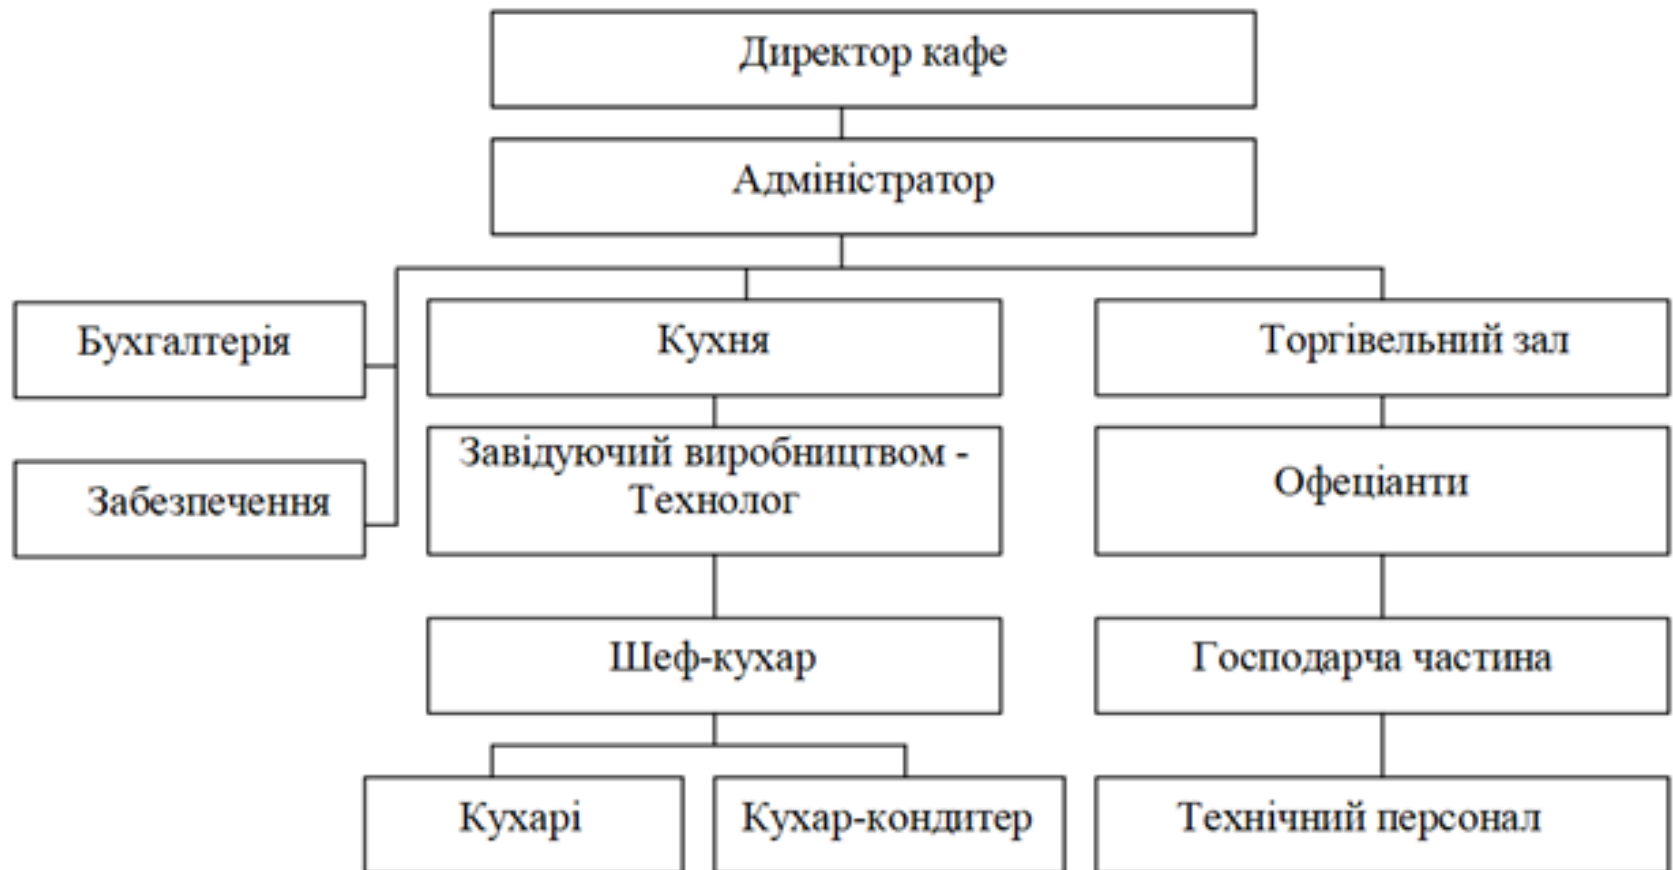 Директор кафе
Адміністратор
Бухгалтерія
Кухня
Торгівельний зал
Забезпечення
Завідуючий виробництвом -
Технолог
Офеціанти
Шеф-кухар
Господарча частина
Кухарі
Кухар-кондитер
Технічний персонал